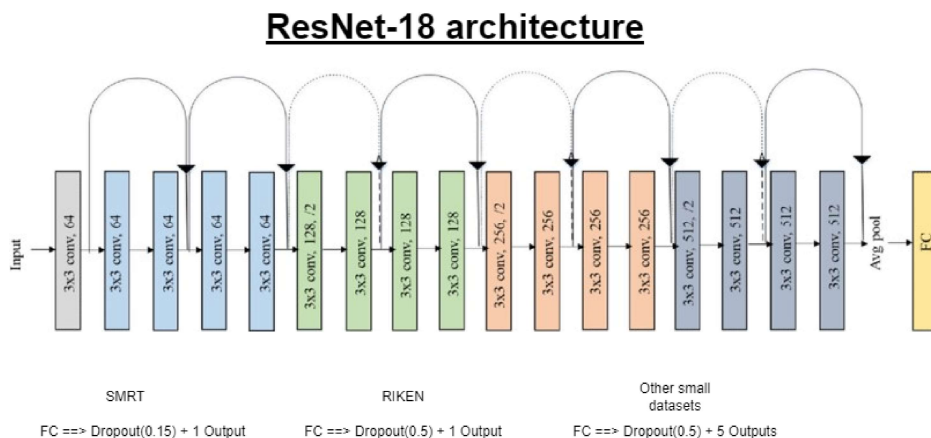 ResNet-18 architecture
Input
3x3 conv, 64
3x3 conv, 64
3x3 conv, 64
3x3 conv, 64
3x3 conv, 64
3x3 conv, 128, /2
3x3 conv, 128
3x3 conv, 128
3x3 conv, 128
3x3 conv, 256, /2
3x3 conv, 256
3x3 conv, 256
3x3 conv, 256
3x3 conv, 512, /2
3x3 conv, 512
3x3 conv, 512
3x3 conv, 512
Avg pool
FC
SMRT
FC ==> Dropout(0.15) + 1 Output
RIKEN
FC ==> Dropout(0.5) + 1 Output
Other small
datasets
FC ==> Dropout(0.5) + 5 Outputs